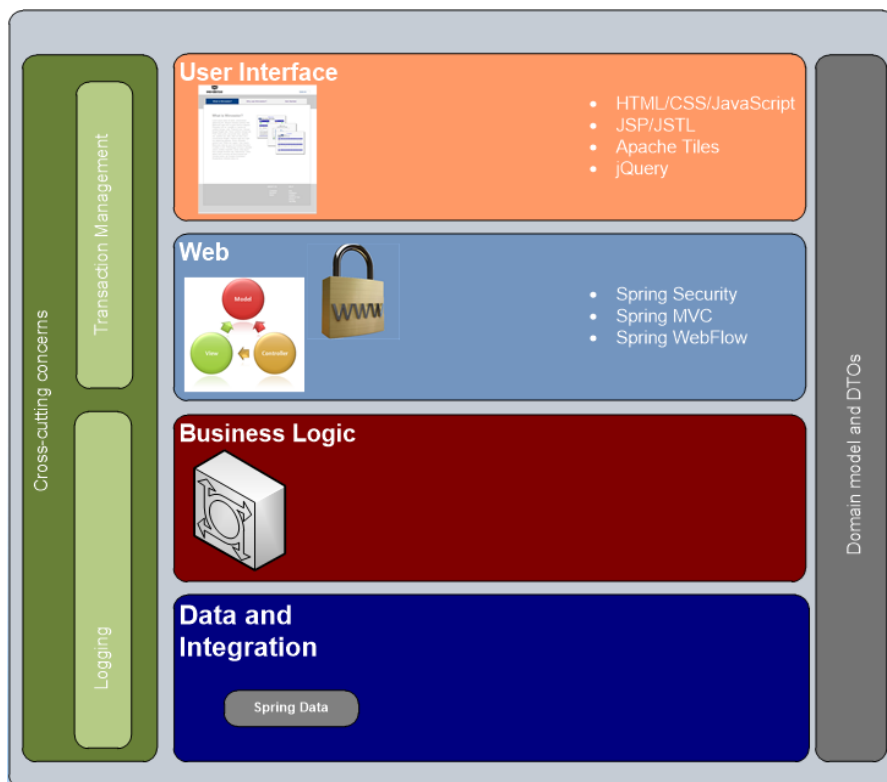 Cross-cutting concerns
Transaction Management
Logging
User Interface
• HTML/CSS/JavaScript
• JSP/JSTL
• Apache Tiles
• jQuery
Web
Model
View
Controller
WWW
• Spring Security
• Spring MVC
• Spring WebFlow
Business Logic
Data and
Integration
Spring Data
Domain model and DTOs